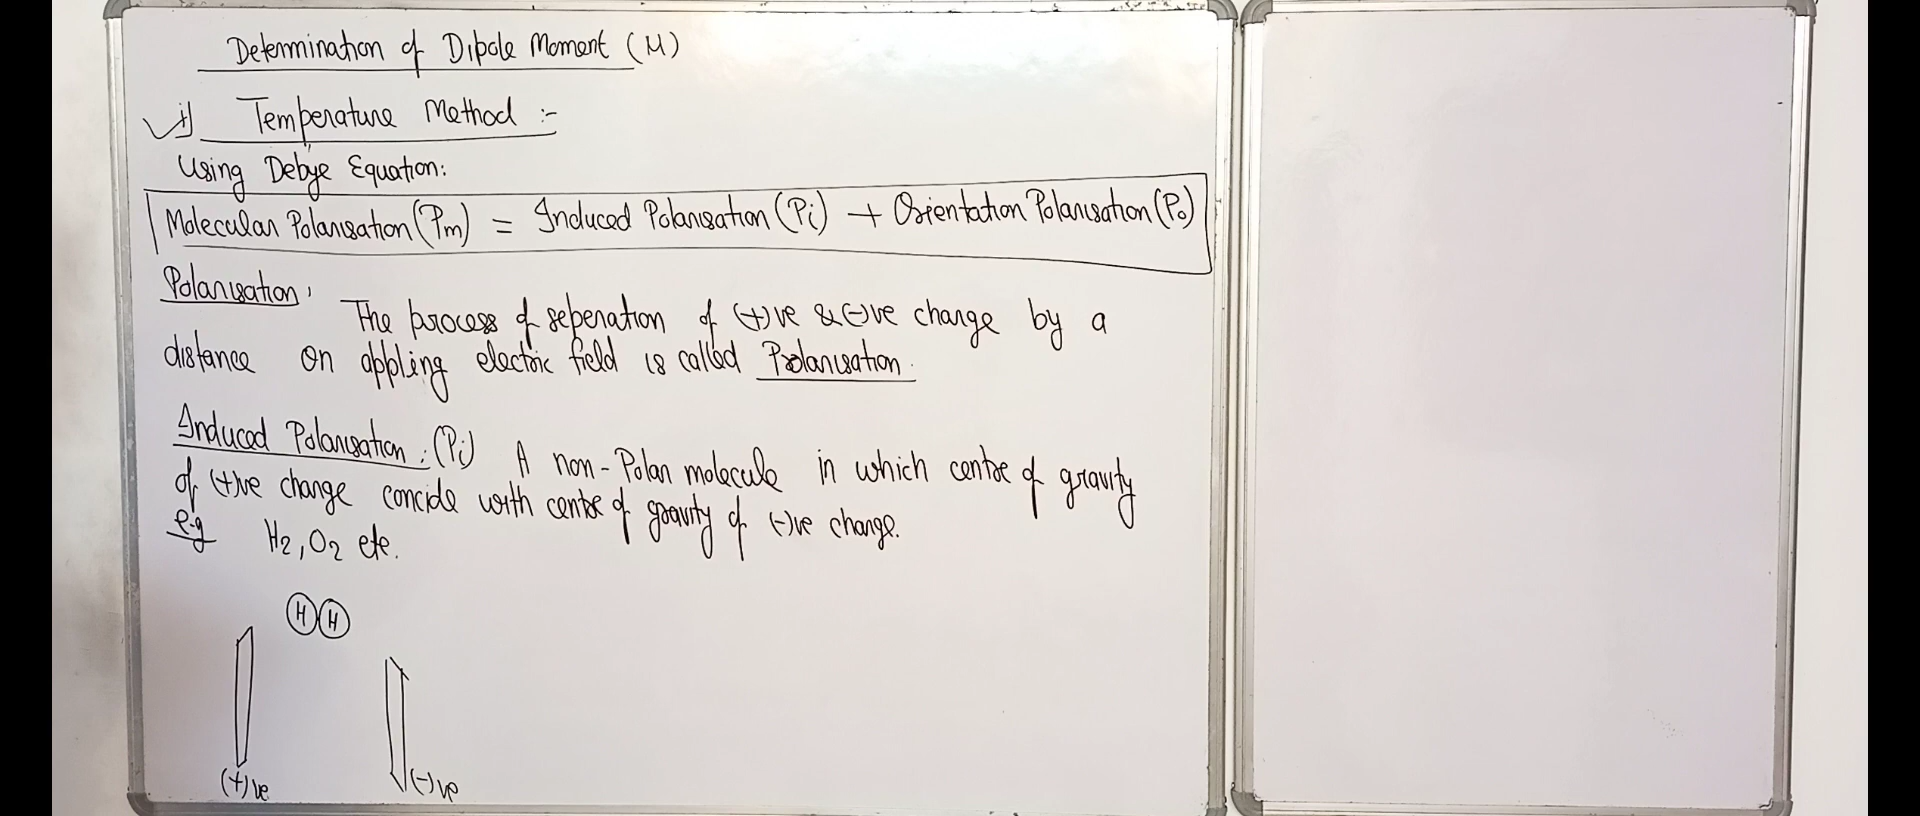 Determination of Dipole Moment (M)
i) Temperature Method :-
Using Debye Equation:
Molecular Polarisation (Pm) = Induced Polarisation (Pi) + Orientation Polarisation (Po)
Polarisation:
The process of seperation of (+)ve & (-)ve charge by a
distance on appling electric field is called Polarisation.
Induced Polarisation: (Pi) A non-Polar molecule in which centre of gravity
of (+)ve charge concide with centre of gravity of (-)ve charge.
e.g H2, O2 etc.
H H
(+)ve (-)ve